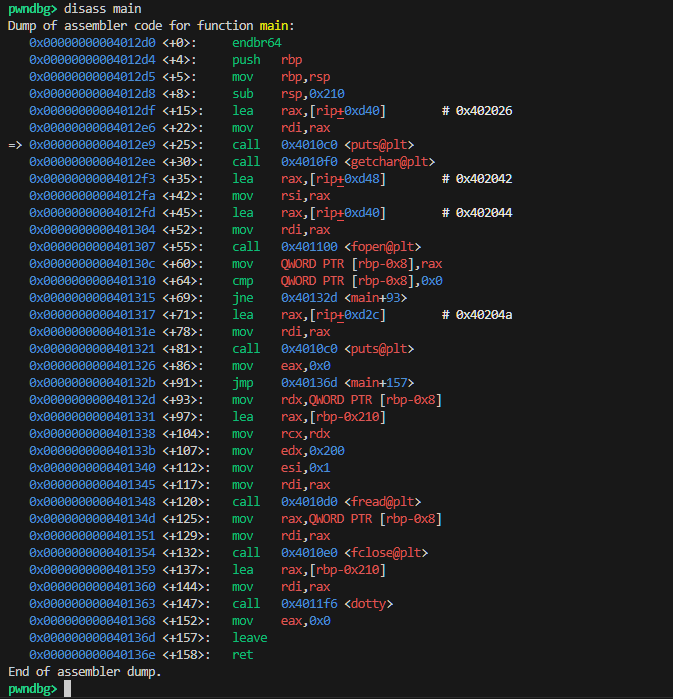 pwndbg> disass main
Dump of assembler code for function main:
   0x00000000004012d0 <+0>:     endbr64
   0x00000000004012d4 <+4>:     push   rbp
   0x00000000004012d5 <+5>:     mov    rbp,rsp
   0x00000000004012d8 <+8>:     sub    rsp,0x210
   0x00000000004012df <+15>:    lea    rax,[rip+0xd40]        # 0x402026
   0x00000000004012e6 <+22>:    mov    rdi,rax
=> 0x00000000004012e9 <+25>:    call   0x4010c0 <puts@plt>
   0x00000000004012ee <+30>:    call   0x4010f0 <getchar@plt>
   0x00000000004012f3 <+35>:    lea    rax,[rip+0xd48]        # 0x402042
   0x00000000004012fa <+42>:    mov    rsi,rax
   0x00000000004012fd <+45>:    lea    rax,[rip+0xd40]        # 0x402044
   0x0000000000401304 <+52>:    mov    rdi,rax
   0x0000000000401307 <+55>:    call   0x401100 <fopen@plt>
   0x000000000040130c <+60>:    mov    QWORD PTR [rbp-0x8],rax
   0x0000000000401310 <+64>:    cmp    QWORD PTR [rbp-0x8],0x0
   0x0000000000401315 <+69>:    jne    0x40132d <main+93>
   0x0000000000401317 <+71>:    lea    rax,[rip+0xd2c]        # 0x40204a
   0x000000000040131e <+78>:    mov    rdi,rax
   0x0000000000401321 <+81>:    call   0x4010c0 <puts@plt>
   0x0000000000401326 <+86>:    mov    eax,0x0
   0x000000000040132b <+91>:    jmp    0x40136d <main+157>
   0x000000000040132d <+93>:    mov    rdx,QWORD PTR [rbp-0x8]
   0x0000000000401331 <+97>:    lea    rax,[rbp-0x210]
   0x0000000000401338 <+104>:   mov    rcx,rdx
   0x000000000040133b <+107>:   mov    edx,0x200
   0x0000000000401340 <+112>:   mov    esi,0x1
   0x0000000000401345 <+117>:   mov    rdi,rax
   0x0000000000401348 <+120>:   call   0x4010d0 <fread@plt>
   0x000000000040134d <+125>:   mov    rax,QWORD PTR [rbp-0x8]
   0x0000000000401351 <+129>:   mov    rdi,rax
   0x0000000000401354 <+132>:   call   0x4010e0 <fclose@plt>
   0x0000000000401359 <+137>:   lea    rax,[rbp-0x210]
   0x0000000000401360 <+144>:   mov    rdi,rax
   0x0000000000401363 <+147>:   call   0x4011f6 <dotty>
   0x0000000000401368 <+152>:   mov    eax,0x0
   0x000000000040136d <+157>:   leave
   0x000000000040136e <+158>:   ret
End of assembler dump.
pwndbg>